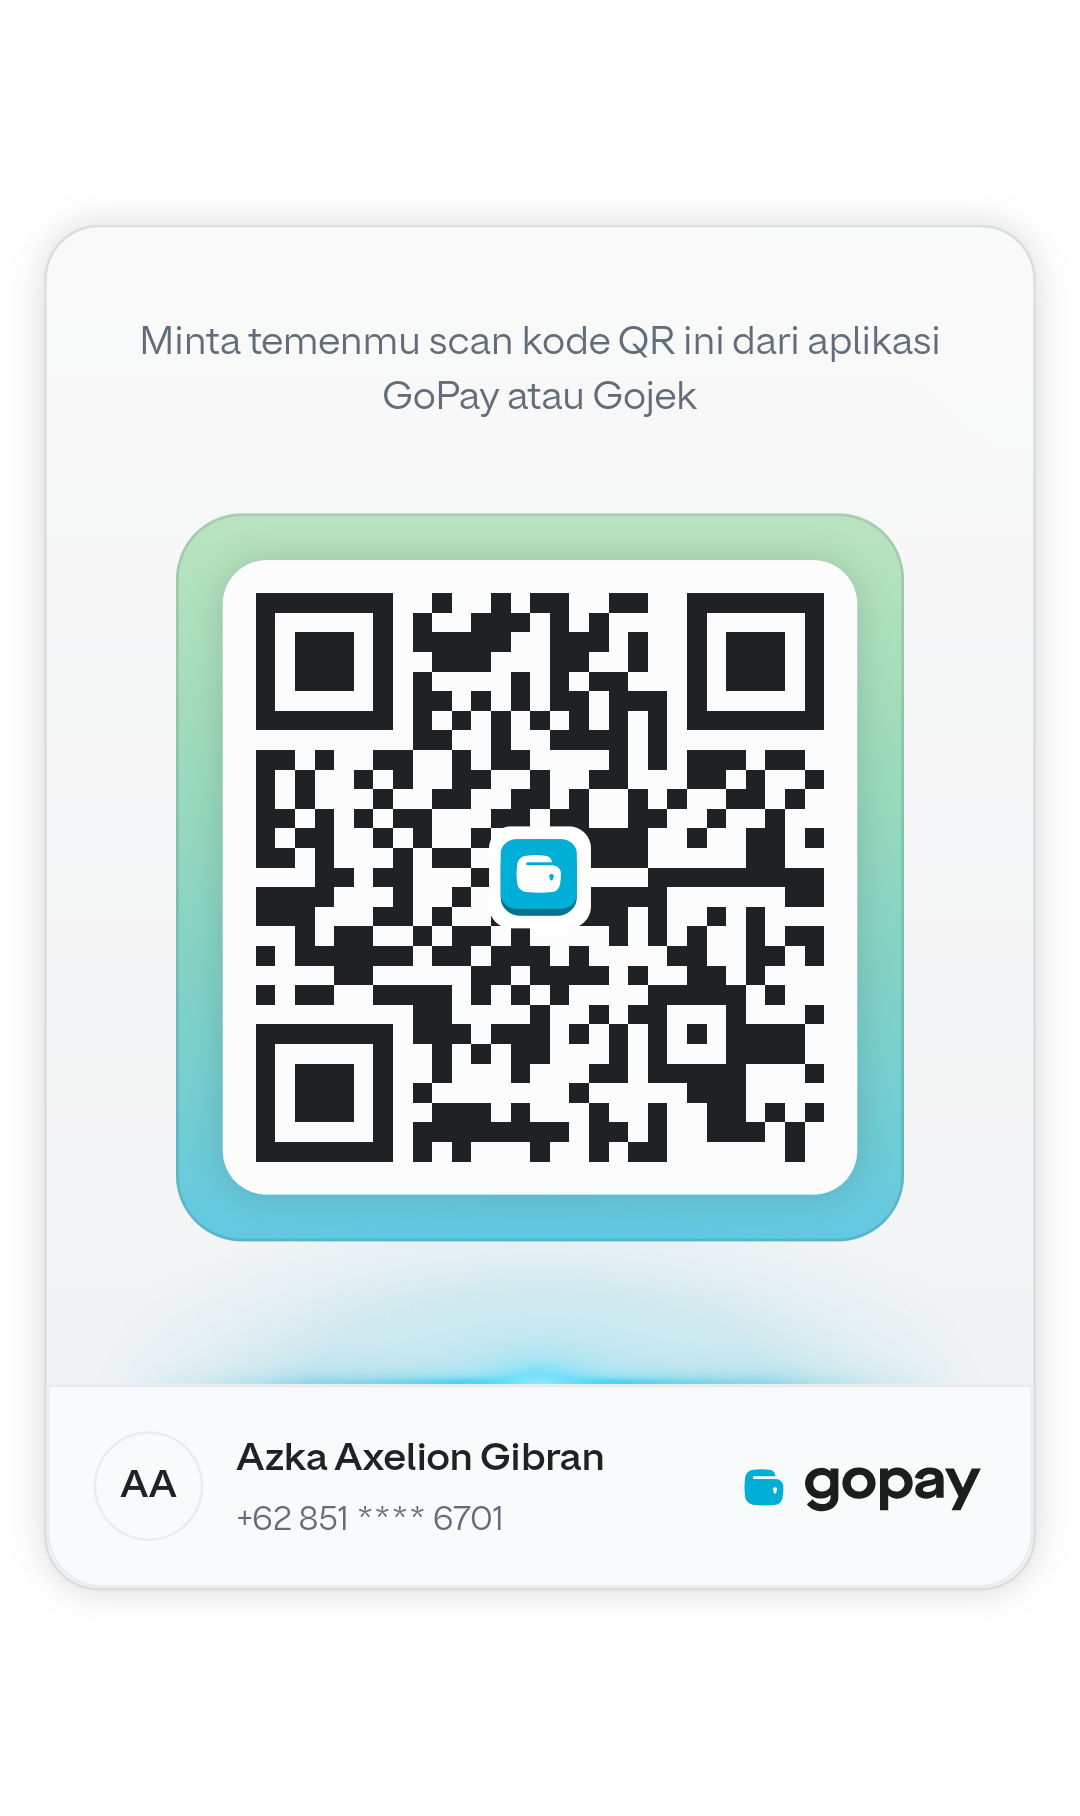 Minta temenmu scan kode QR ini dari aplikasi
GoPay atau Gojek
AA
Azka Axelion Gibran
+62 851 **** 6701
gopay